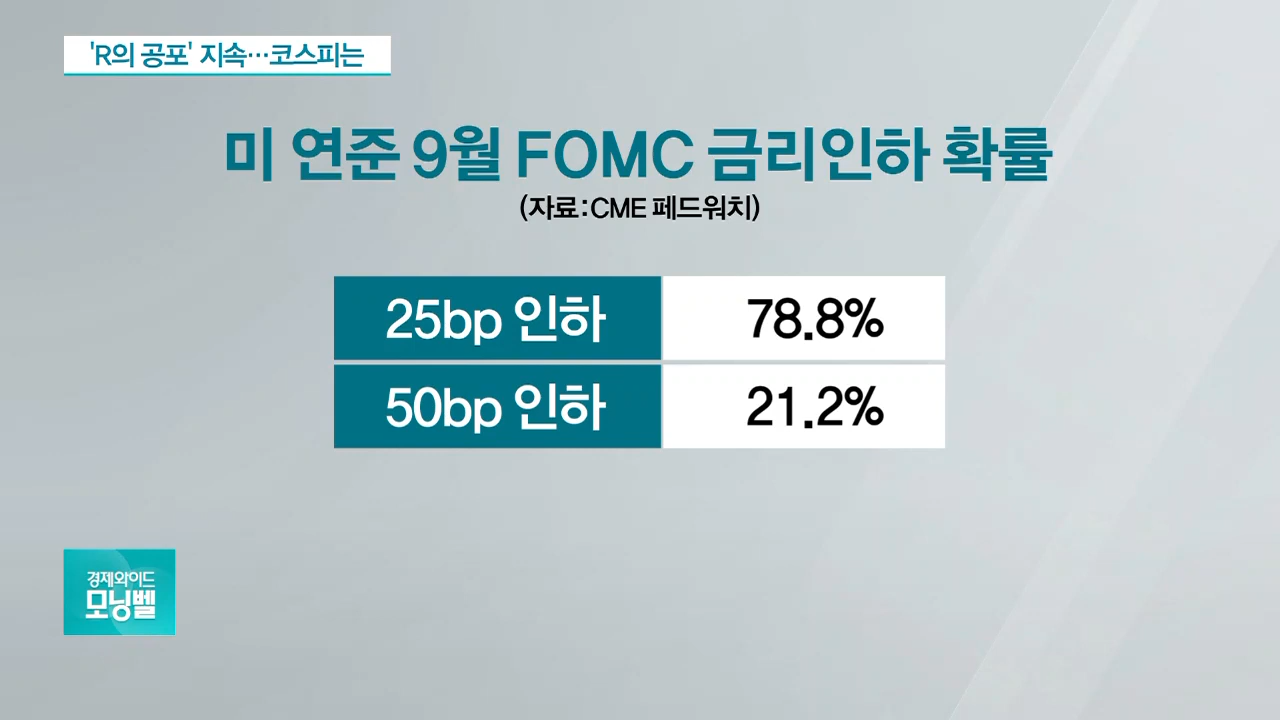 'R의 공포' 지속…코스피는
미 연준 9월 FOMC 금리인하 확률
(자료:CME 페드워치)
25bp 인하 78.8%
50bp 인하 21.2%
경제와이드
모닝벨